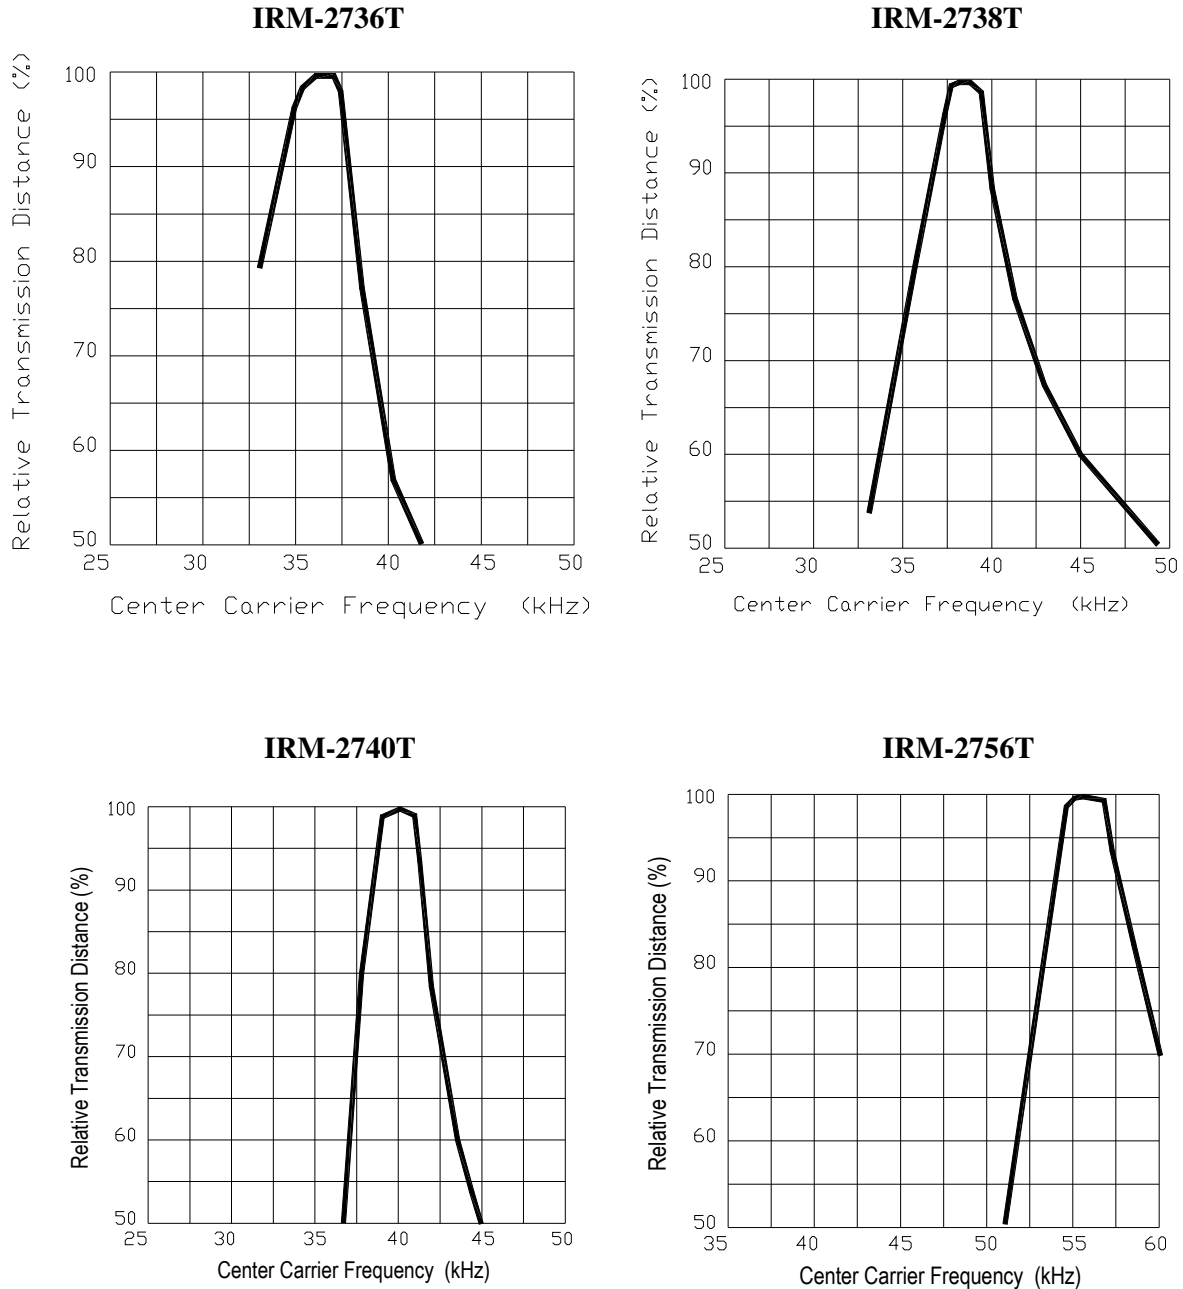 IRM-2736T
Relative Transmission Distance (%)
100
90
80
70
60
50
25 30 35 40 45 50
Center Carrier Frequency (kHz)
IRM-2738T
Relative Transmission Distance (%)
100
90
80
70
60
50
25 30 35 40 45 50
Center Carrier Frequency (kHz)
IRM-2740T
Relative Transmission Distance (%)
100
90
80
70
60
50
25 30 35 40 45 50
Center Carrier Frequency (kHz)
IRM-2756T
Relative Transmission Distance (%)
100
90
80
70
60
50
35 40 45 50 55 60
Center Carrier Frequency (kHz)